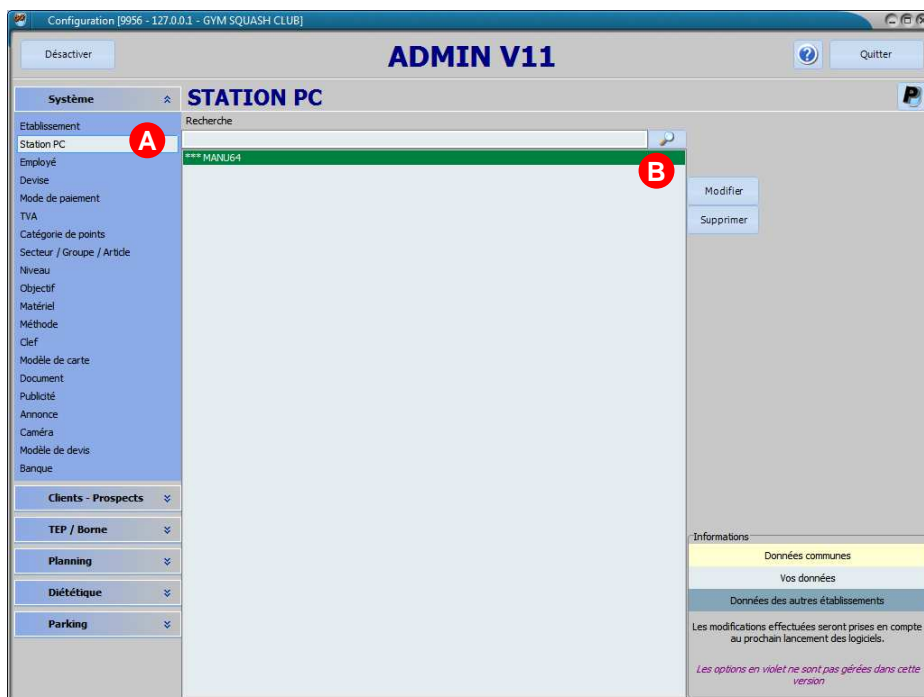 Configuration [9956 - 127.0.0.1 - GYM SQUASH CLUB]
Désactiver
ADMIN V11
Quitter
Système
Etablissement
Station PC
Employé
Devise
Mode de paiement
TVA
Catégorie de points
Secteur / Groupe / Article
Niveau
Objectif
Matériel
Méthode
Clef
Modèle de carte
Document
Publicité
Annonce
Caméra
Modèle de devis
Banque
Clients - Prospects
TEP / Borne
Planning
Diététique
Parking
A
STATION PC
Recherche
*** MANU64
B
Modifier
Supprimer
Informations
Données communes
Vos données
Données des autres établissements
Les modifications effectuées seront prises en compte
au prochain lancement des logiciels.
Les options en violet ne sont pas gérées dans cette
version